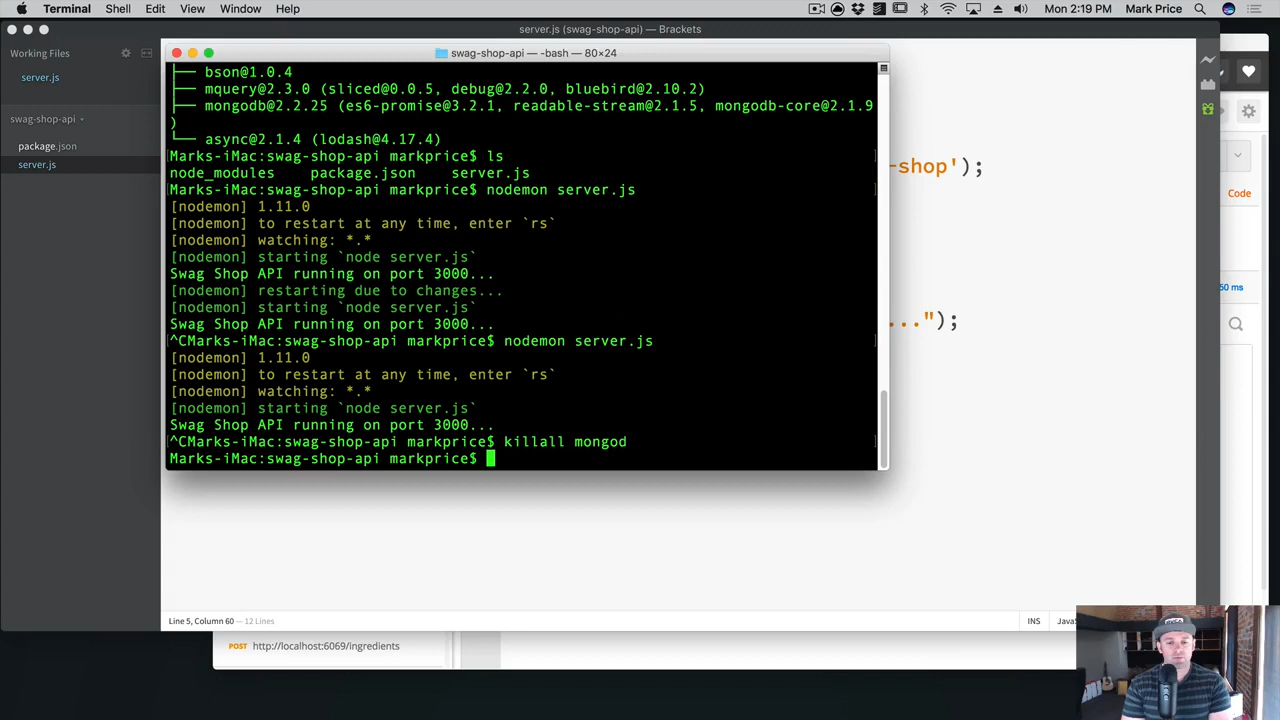 Terminal Shell Edit View Window Help
Mon 2:19 PM Mark Price
server.js (swag-shop-api) — Brackets
Working Files
server.js
swag-shop-api
package.json
server.js
swag-shop-api — -bash — 80×24
├── bson@1.0.4
├── mquery@2.3.0 (sliced@0.0.5, debug@2.2.0, bluebird@2.10.2)
├── mongodb@2.2.25 (es6-promise@3.2.1, readable-stream@2.1.5, mongodb-core@2.1.9
)
└── async@2.1.4 (lodash@4.17.4)
[Marks-iMac:swag-shop-api markprice$ ls ]
node_modules package.json server.js
[Marks-iMac:swag-shop-api markprice$ nodemon server.js ]
[nodemon] 1.11.0
[nodemon] to restart at any time, enter `rs`
[nodemon] watching: *.*
[nodemon] starting `node server.js`
Swag Shop API running on port 3000...
[nodemon] restarting due to changes...
[nodemon] starting `node server.js`
Swag Shop API running on port 3000...
[^CMarks-iMac:swag-shop-api markprice$ nodemon server.js ]
[nodemon] 1.11.0
[nodemon] to restart at any time, enter `rs`
[nodemon] watching: *.*
[nodemon] starting `node server.js`
Swag Shop API running on port 3000...
[^CMarks-iMac:swag-shop-api markprice$ killall mongod ]
Marks-iMac:swag-shop-api markprice$
-shop');
...");
Code
50 ms
Line 5, Column 60 — 12 Lines
INS JavaS
POST http://localhost:6069/ingredients